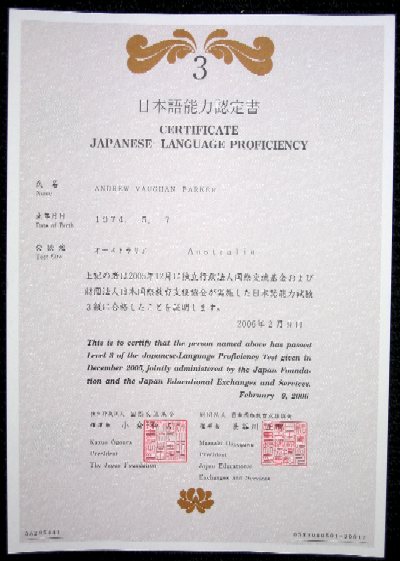 3
日本語能力認定書
CERTIFICATE
JAPANESE LANGUAGE PROFICIENCY
氏名
Name
ANDREW VAUGHAN PARKER
生年月日
Date of Birth
1974. 5. 7
受験地
Test Site
オーストラリア Australia
上記の者は2005年12月に独立行政法人国際交流基金および
財団法人日本国際教育支援協会が実施した日本語能力試験
3級に合格したことを証明します。
2006年2月9日
This is to certify that the person named above has passed
Level 3 of the Japanese-Language Proficiency Test given in
December 2005, jointly administered by the Japan Founda-
tion and the Japan Educational Exchanges and Services.
February 9, 2006
独立行政法人 国際交流基金
財団法人 日本国際教育支援協会
理事長 小倉和夫
理事長
Kazuo Ogoura
President
The Japan Foundation
President
Japan Educational
Exchanges and Services